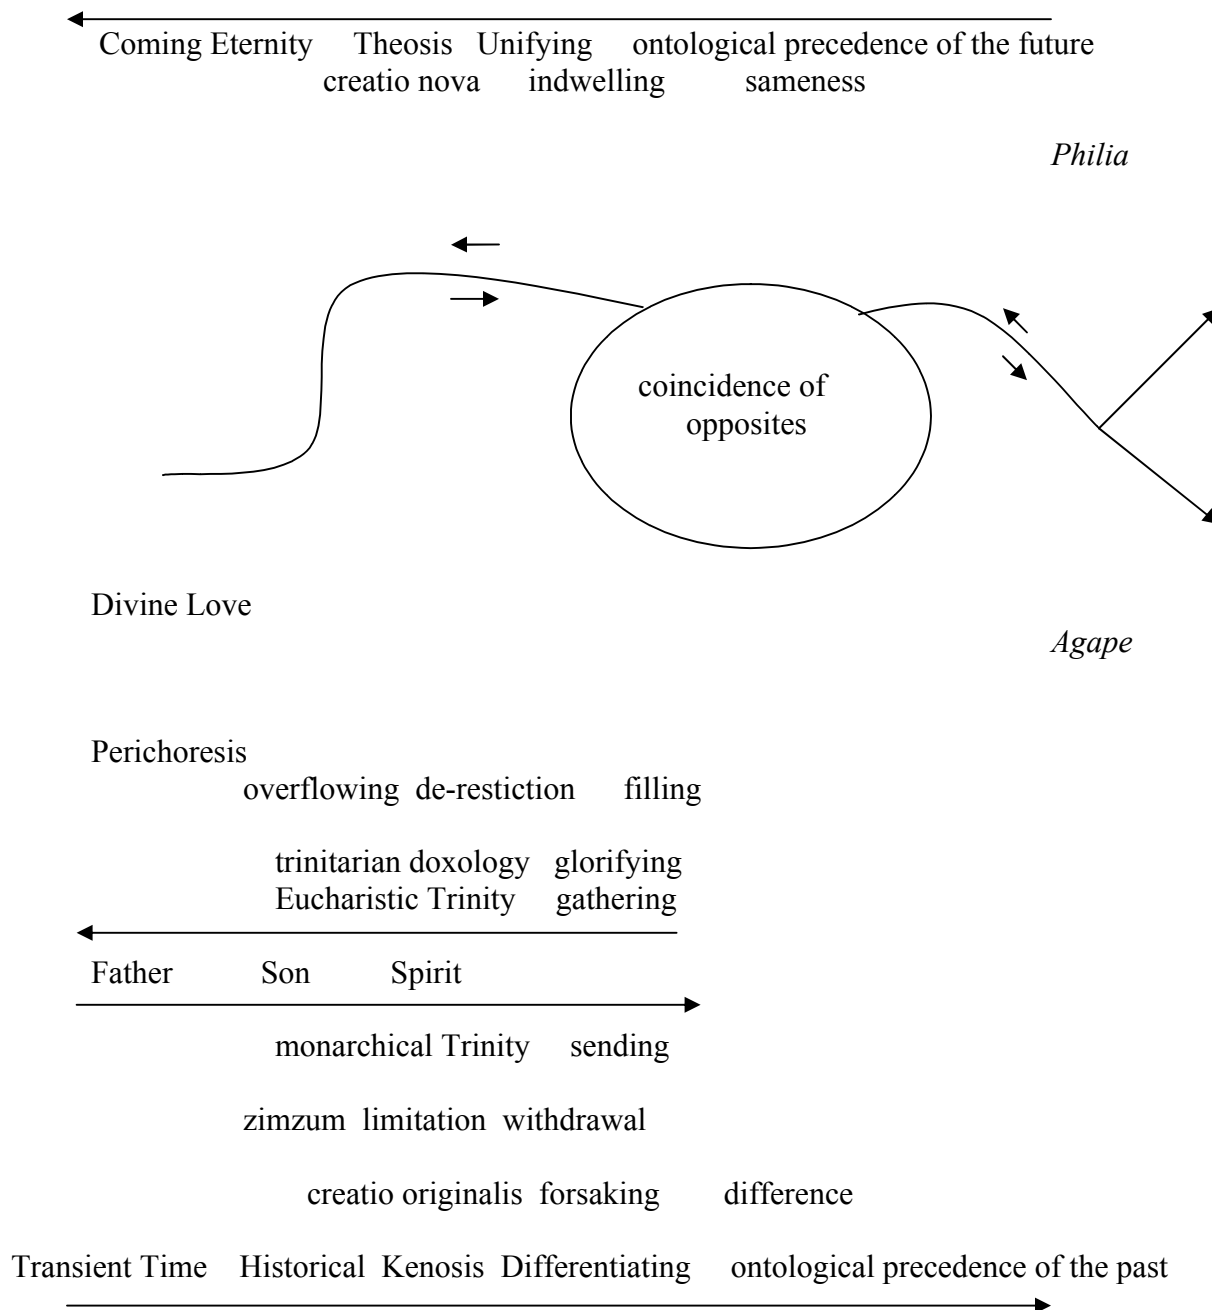 Coming Eternity Theosis Unifying ontological precedence of the future
creatio nova indwelling sameness
Philia
coincidence of
opposites
Divine Love
Agape
Perichoresis
overflowing de-restiction filling
trinitarian doxology glorifying
Eucharistic Trinity gathering
Father Son Spirit
monarchical Trinity sending
zimzum limitation withdrawal
creatio originalis forsaking difference
Transient Time Historical Kenosis Differentiating ontological precedence of the past